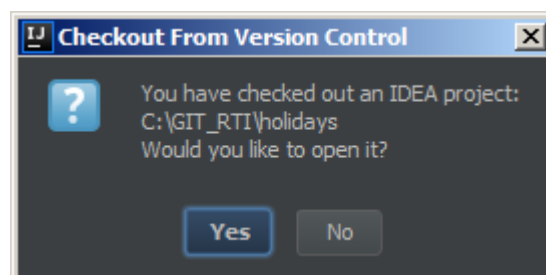 IJ Checkout From Version Control
You have checked out an IDEA project:
C:\GIT_RTI\holidays
Would you like to open it?
Yes No